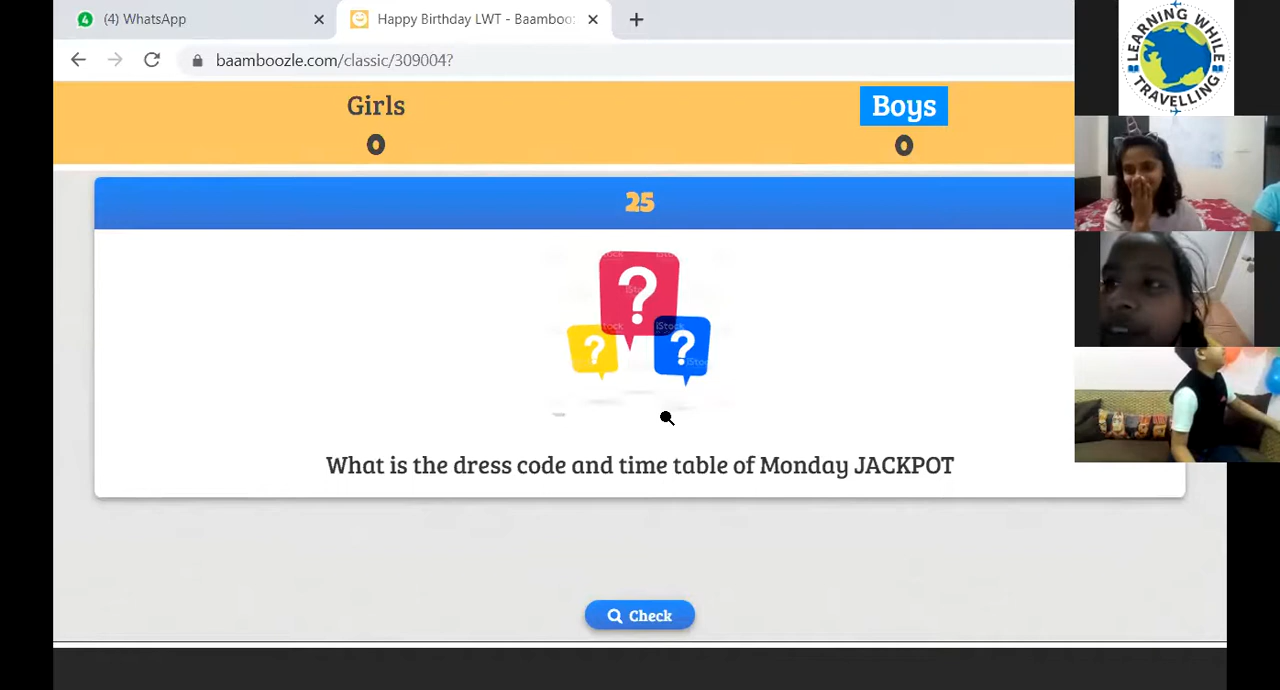 (4) WhatsApp
Happy Birthday LWT - Baamboo
baamboozle.com/classic/309004?
Girls
Boys
0
0
25
?
?
?
What is the dress code and time table of Monday JACKPOT
Check
LEARNING WHILE
TRAVELLING